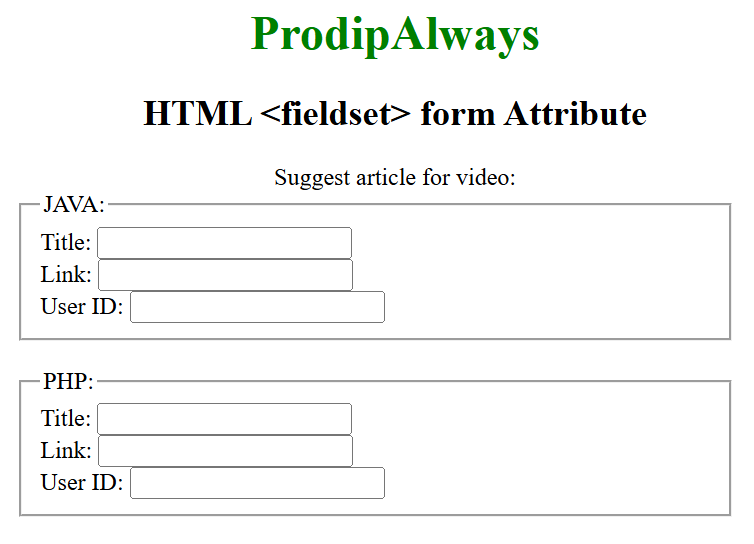 ProdipAlways
HTML <fieldset> form Attribute
Suggest article for video:
JAVA:
Title:
Link:
User ID:
PHP:
Title:
Link:
User ID: